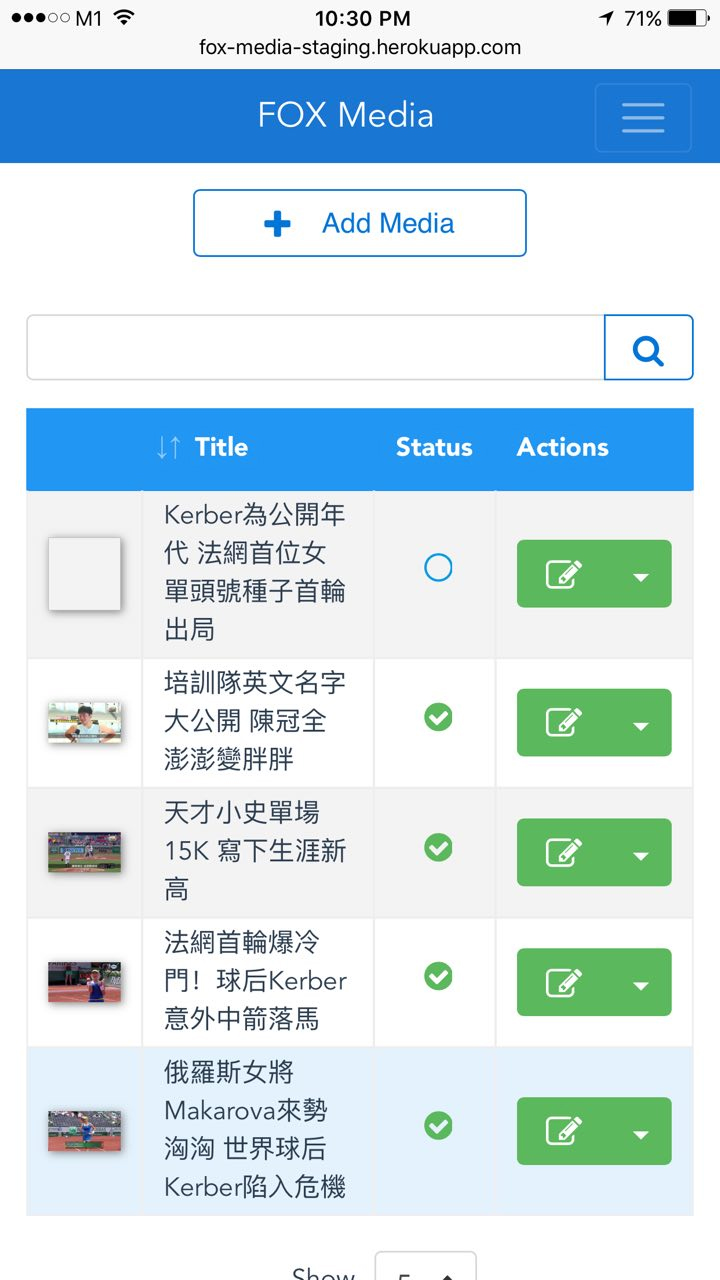 M1 10:30 PM 71%
fox-media-staging.herokuapp.com
FOX Media
Add Media
Title Status Actions
Kerber為公開年
代 法網首位女
單頭號種子首輪
出局
培訓隊英文名字
大公開 陳冠全
澎澎變胖胖
天才小史單場
15K 寫下生涯新
高
法網首輪爆冷
門！球后Kerber
意外中箭落馬
俄羅斯女將
Makarova來勢
洶洶 世界球后
Kerber陷入危機
Show 5